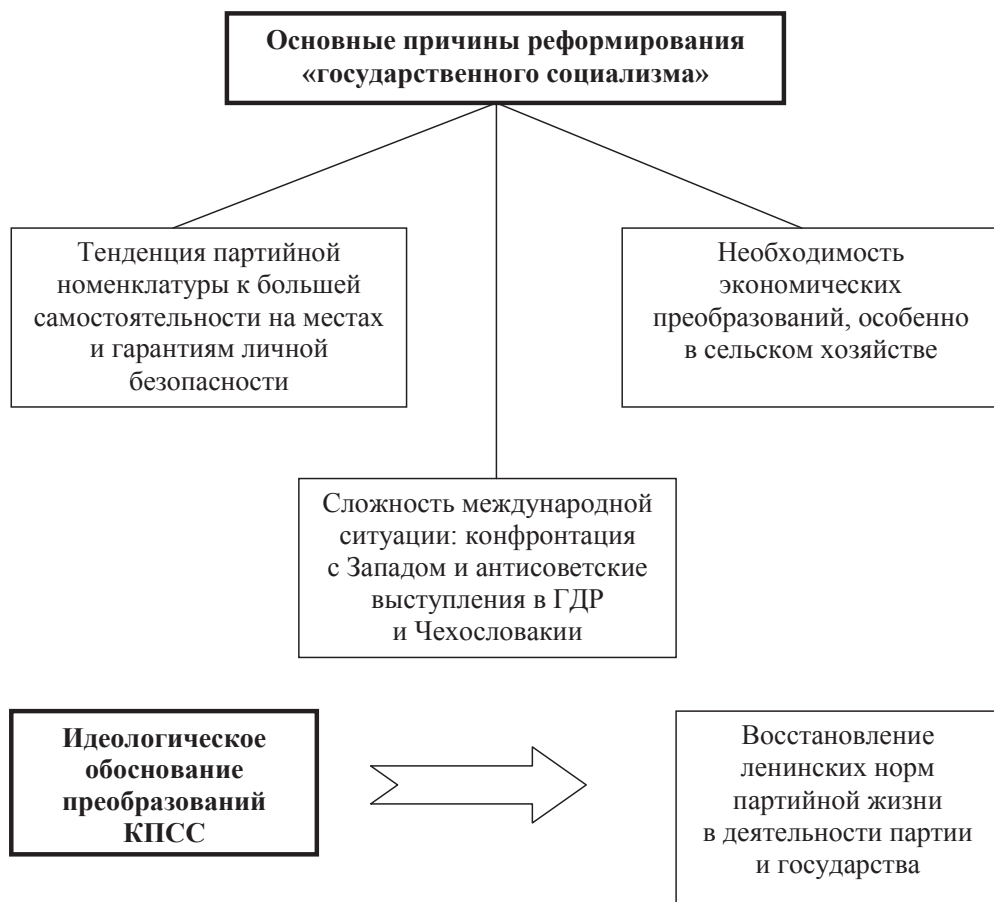 Основные причины реформирования
«государственного социализма»
Тенденция партийной
номенклатуры к большей
самостоятельности на местах
и гарантиям личной
безопасности
Необходимость
экономических
преобразований, особенно
в сельском хозяйстве
Сложность международной
ситуации: конфронтация
с Западом и антисоветские
выступления в ГДР
и Чехословакии
Идеологическое
обоснование
преобразований
КПСС
Восстановление
ленинских норм
партийной жизни
в деятельности партии
и государства